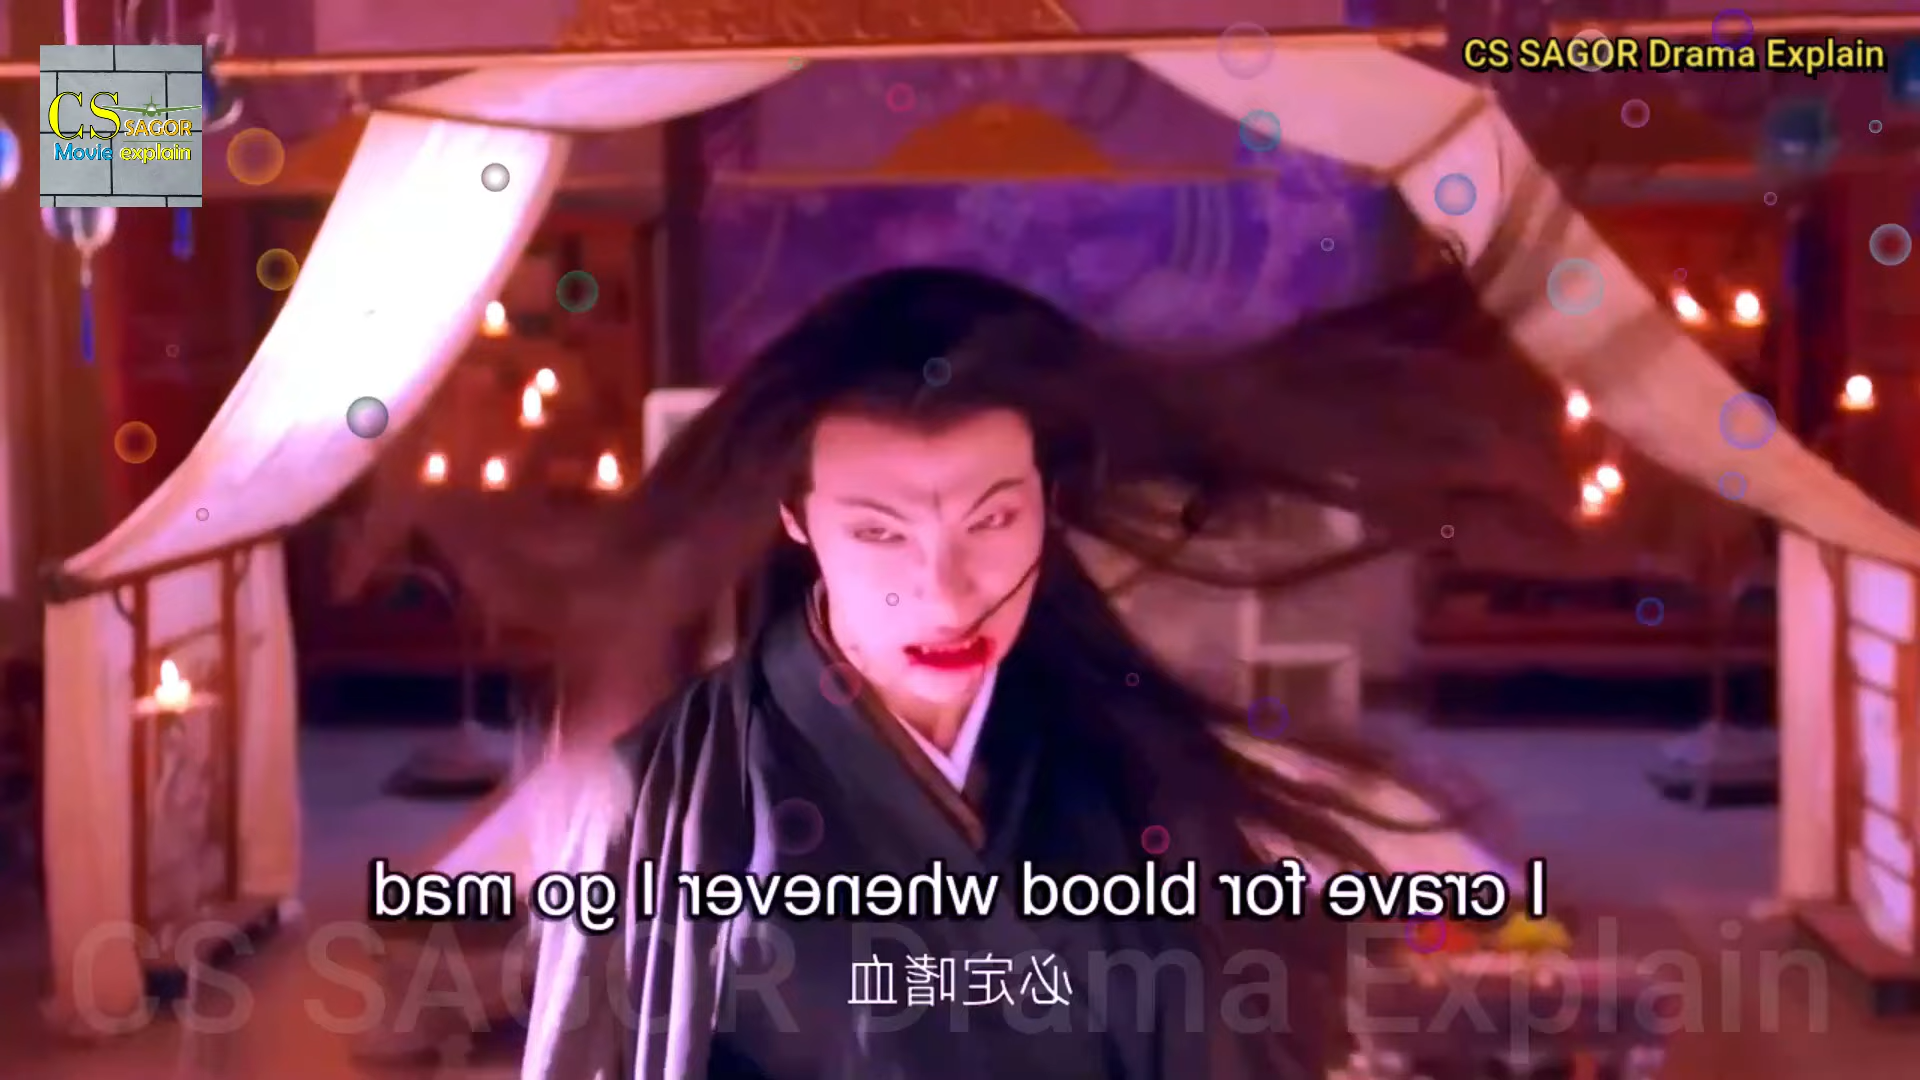 CS SAGOR Drama Explain
CS
SAGOR
Movie explain
I crave for blood whenever I go mad
必定嗜血
CS SAGOR Drama Explain